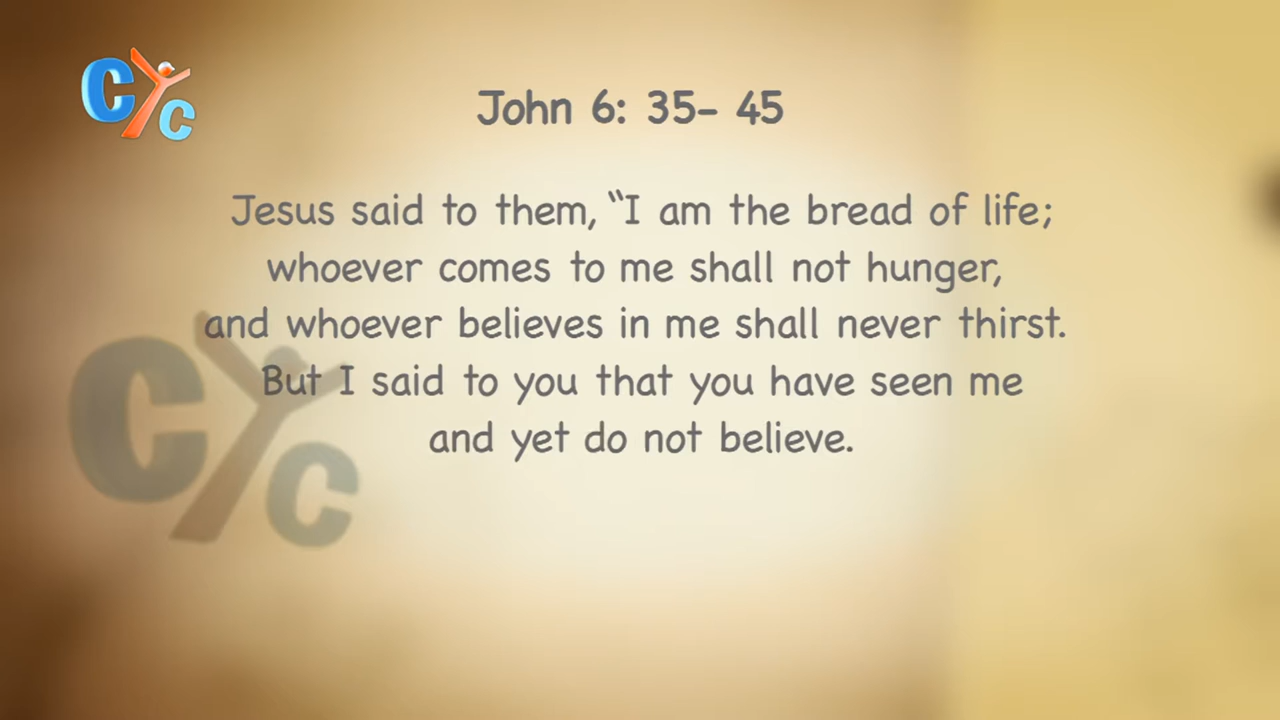 CYC
John 6: 35- 45
Jesus said to them, “I am the bread of life;
whoever comes to me shall not hunger,
and whoever believes in me shall never thirst.
But I said to you that you have seen me
and yet do not believe.
CYC